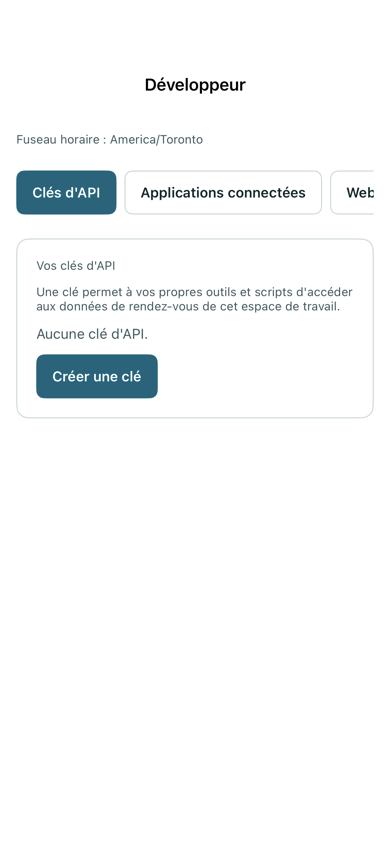 Développeur
Fuseau horaire : America/Toronto
Clés d'API
Applications connectées
Web
Vos clés d'API
Une clé permet à vos propres outils et scripts d'accéder
aux données de rendez-vous de cet espace de travail.
Aucune clé d'API.
Créer une clé